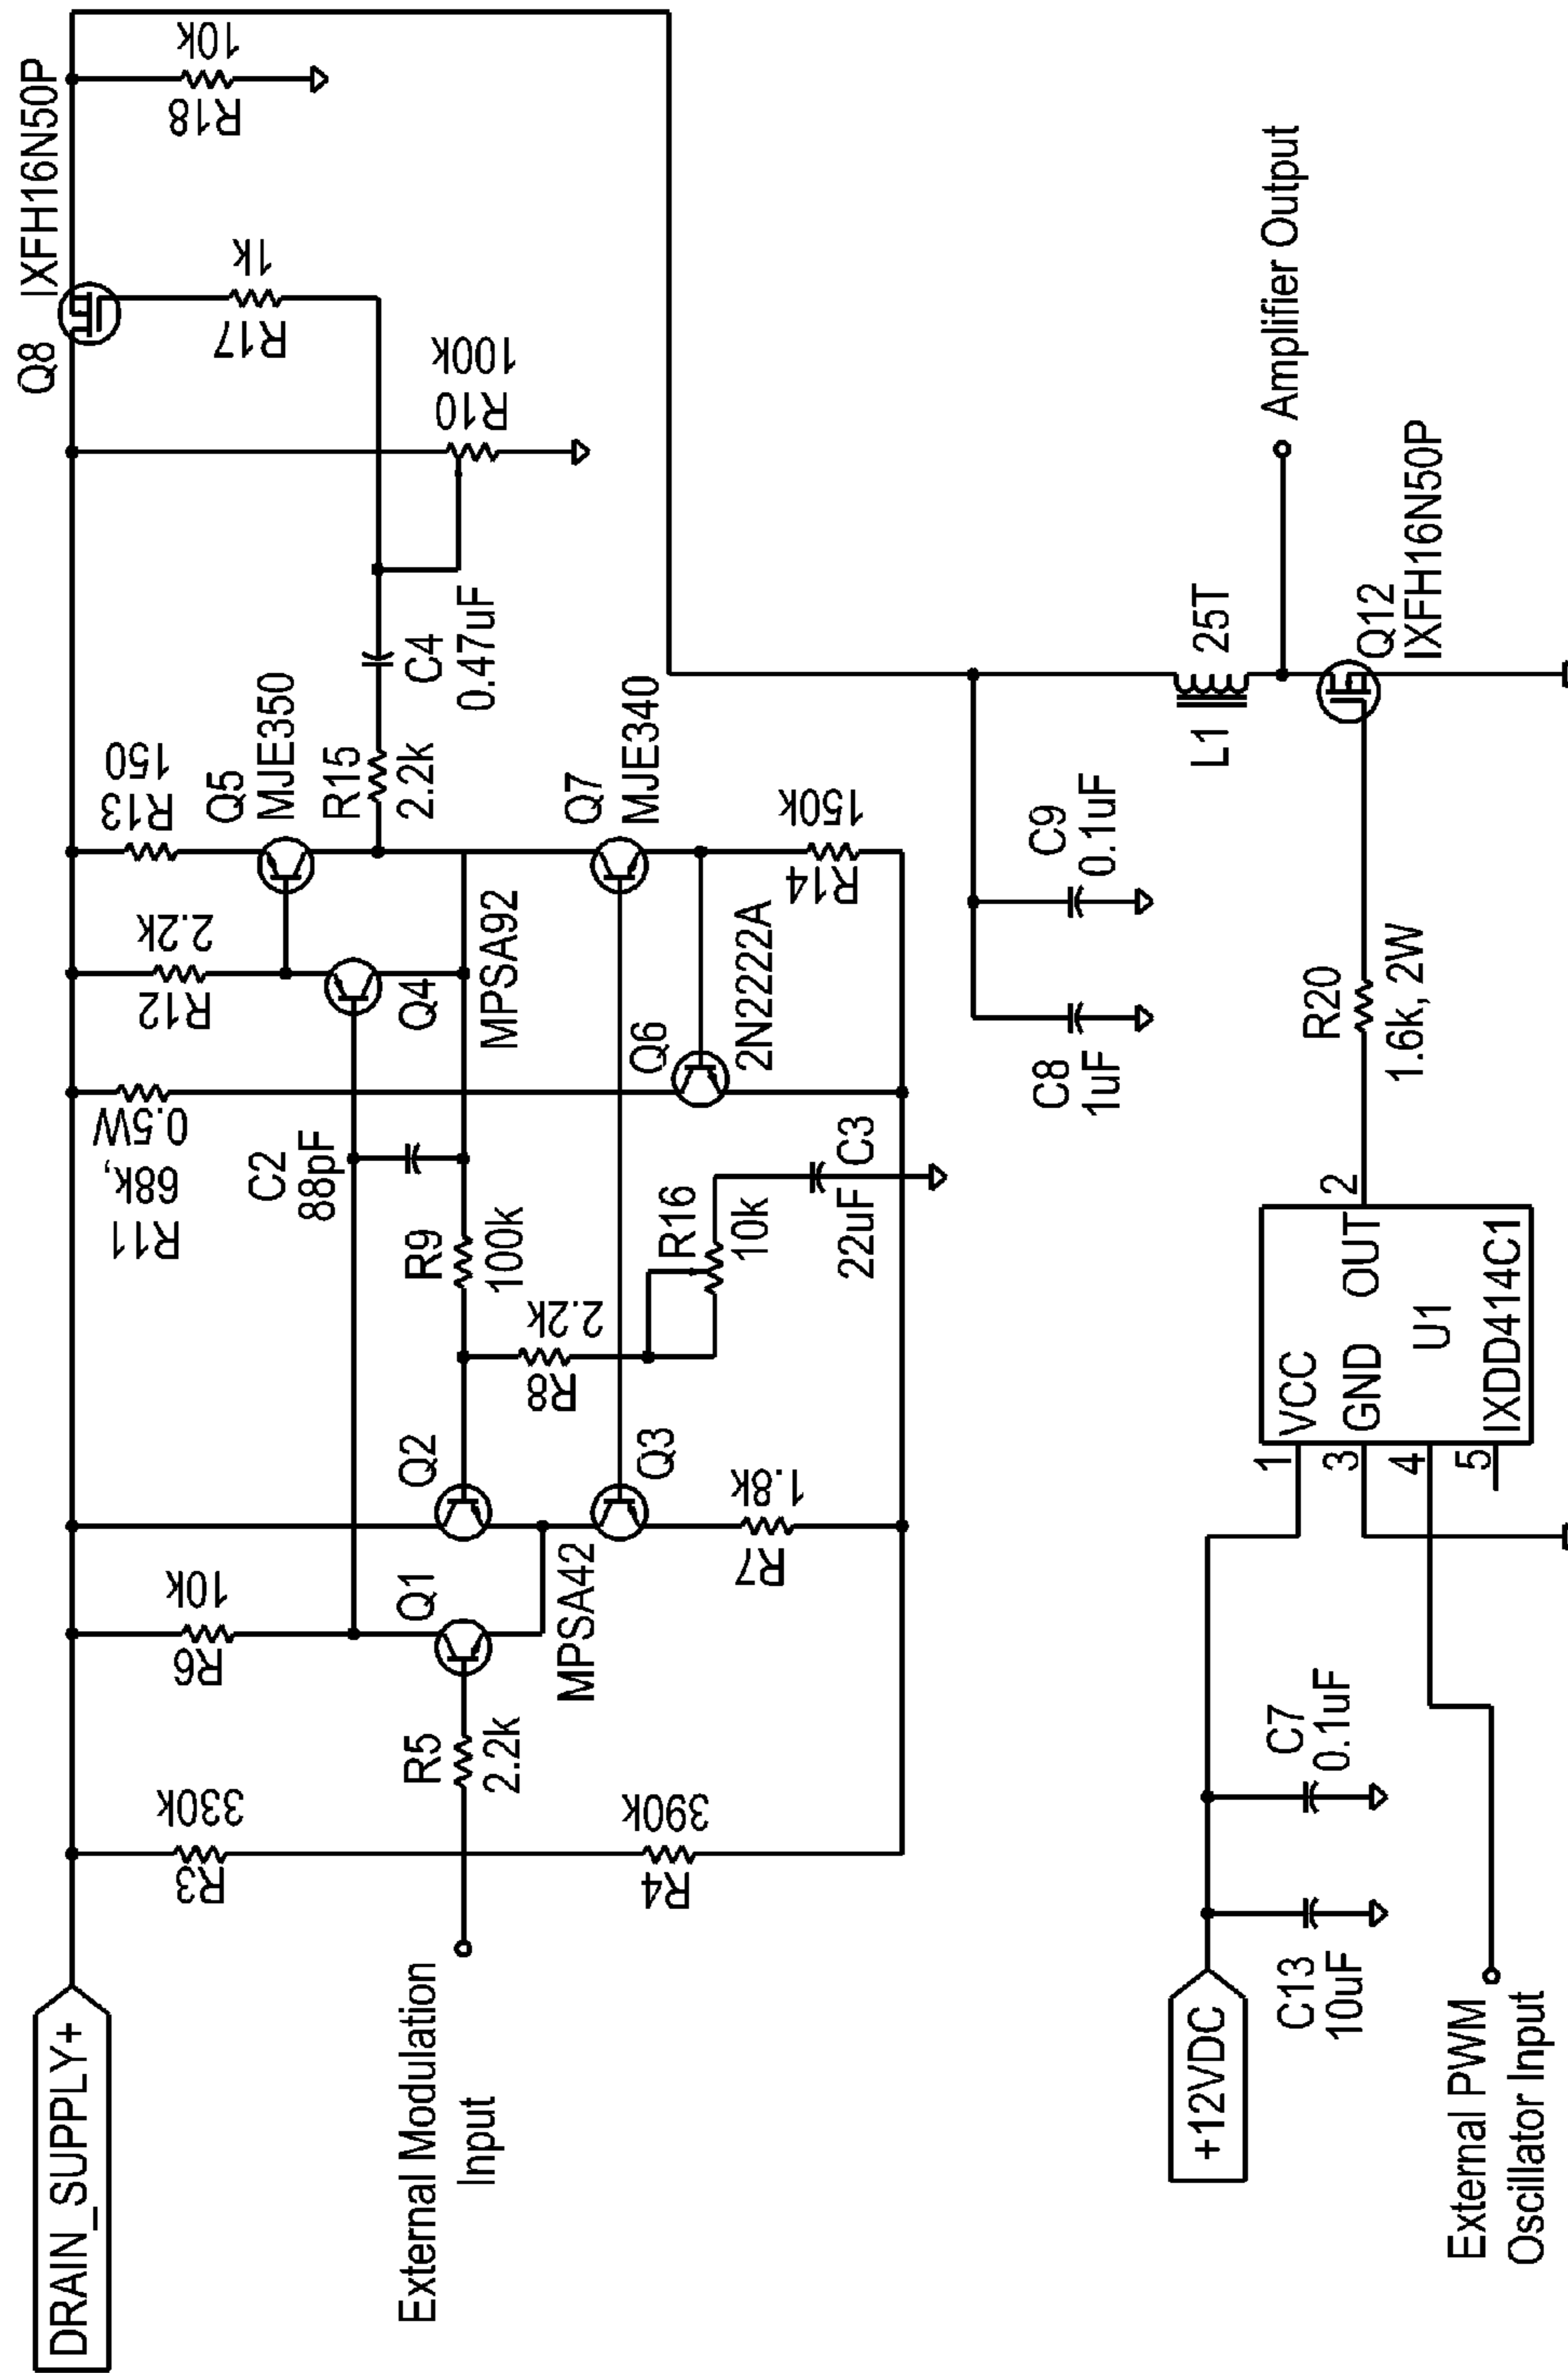 DRAIN_SUPPLY+
External Modulation
Input
R3
330k
R4
390k
R5
2.2k
R6
10k
Q1
MPSA42
Q2
Q3
R7
1.8k
R8
2.2k
R9
100k
R16
10k
C3
22uF
C2
88pF
R11
68k,
0.5W
R12
2.2k
Q4
MPSA92
Q6
2N2222A
R13
150
Q5
MJE350
R15
2.2k
Q7
MJE340
R14
150k
C4
0.47uF
R10
100k
R17
1k
Q8
IXFH16N50P
R18
10k
+12VDC
C13
10uF
C7
0.1uF
External PWM
Oscillator Input
1
3
4
5
VCC
GND
OUT
U1
IXDD414C1
2
R20
1.6k, 2W
C8
1uF
C9
0.1uF
L1
25T
Q12
IXFH16N50P
Amplifier Output